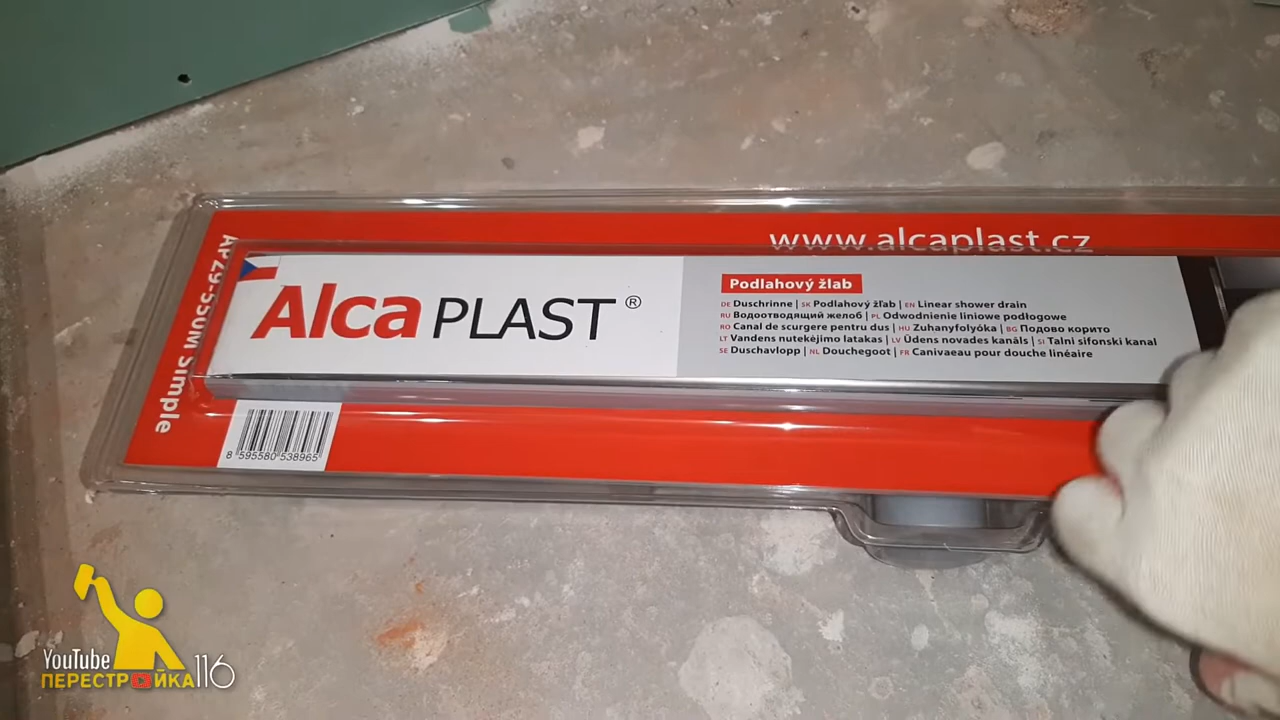 www.alcaplast.cz
APZ9-550M Simple
Alca PLAST ®
Podlahový žlab
DE Duschrinne | SK Podlahový žľab | EN Linear shower drain
RU Водоотводящий желоб | PL Odwodnienie liniowe podłogowe
RO Canal de scurgere pentru dus | HU Zuhanyfolyóka | BG Подово корито
LT Vandens nutekėjimo latakas | LV Ūdens novades kanāls | SI Talni sifonski kanal
SE Duschavlopp | NL Douchegoot | FR Canivaeau pour douche linéaire
8 595580 538965
YouTube
ПЕРЕСТРОЙКА116